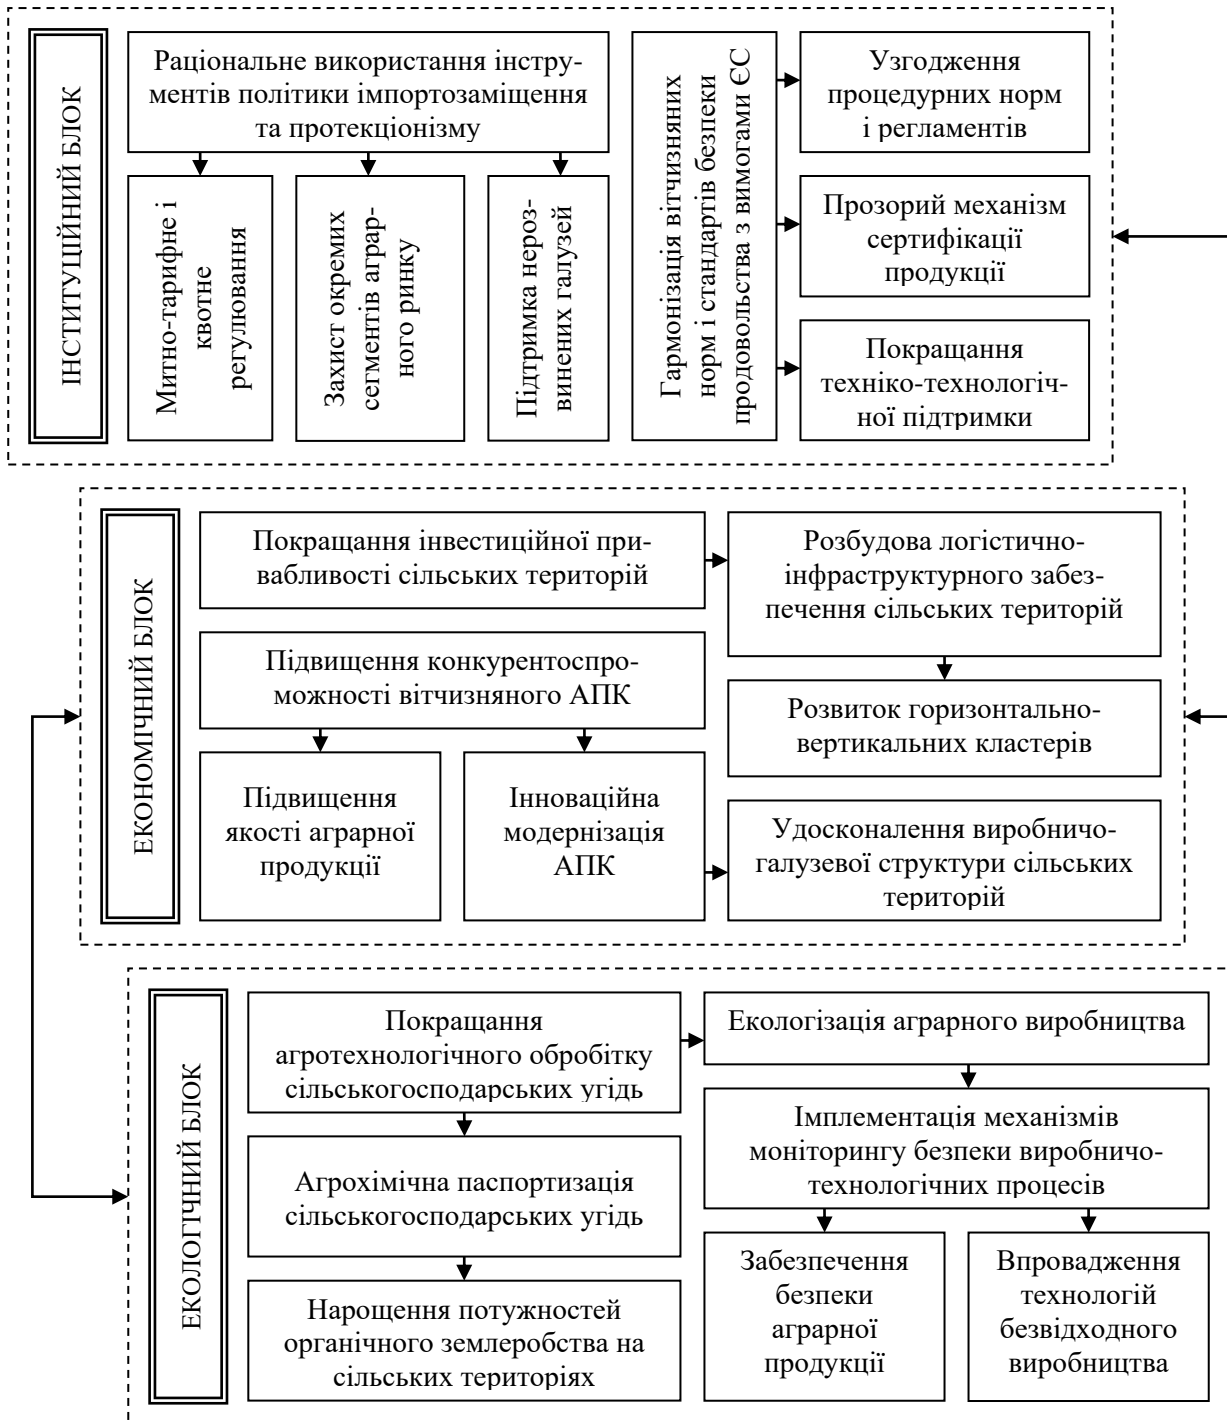 ІНСТИТУЦІЙНИЙ БЛОК
Раціональне використання інстру-
ментів політики імпортозаміщення
та протекціонізму
Митно-тарифне і
квотне
регулювання
Захист окремих
сегментів аграр-
ного ринку
Підтримка нероз-
винених галузей
Гармонізація вітчизняних
норм і стандартів безпеки
продовольства з вимогами ЄС
Узгодження
процедурних норм
і регламентів
Прозорий механізм
сертифікації
продукції
Покращання
техніко-технологіч-
ної підтримки
ЕКОНОМІЧНИЙ БЛОК
Покращання інвестиційної при-
вабливості сільських територій
Розбудова логістично-
інфраструктурного забез-
печення сільських територій
Підвищення конкурентоспро-
можності вітчизняного АПК
Розвиток горизонтально-
вертикальних кластерів
Підвищення
якості аграрної
продукції
Інноваційна
модернізація
АПК
Удосконалення виробничо-
галузевої структури сільських
територій
ЕКОЛОГІЧНИЙ БЛОК
Покращання
агротехнологічного обробітку
сільськогосподарських угідь
Екологізація аграрного виробництва
Агрохімічна паспортизація
сільськогосподарських угідь
Імплементація механізмів
моніторингу безпеки виробничо-
технологічних процесів
Нарощення потужностей
органічного землеробства на
сільських територіях
Забезпечення
безпеки
аграрної
продукції
Впровадження
технологій
безвідходного
виробництва